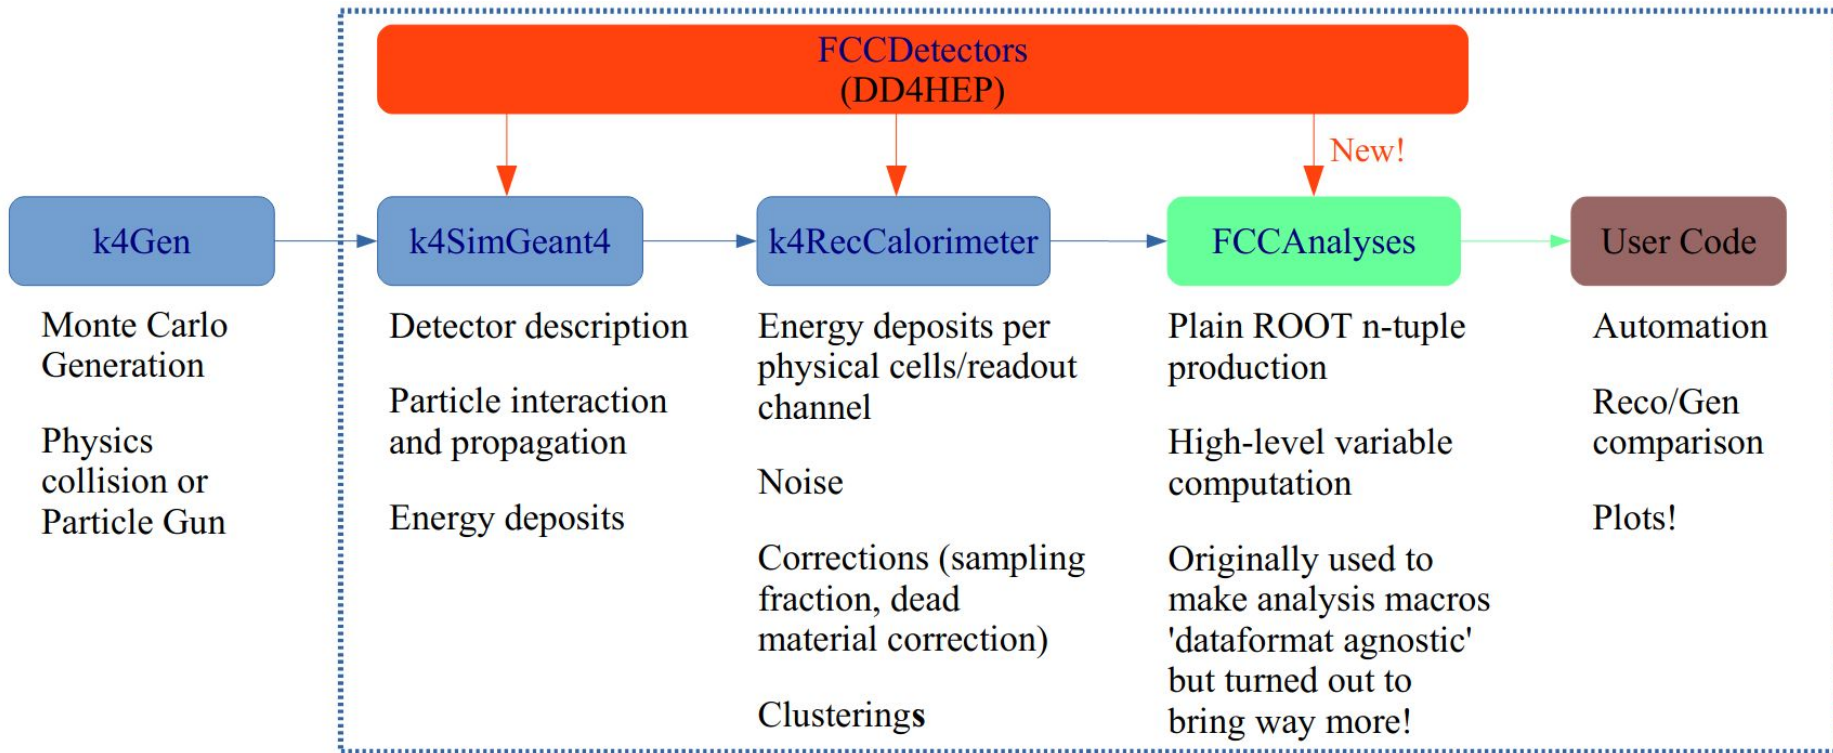 FCCDetectors
(DD4HEP)
New!
k4Gen
k4SimGeant4
k4RecCalorimeter
FCCAnalyses
User Code
Monte Carlo
Generation
Physics
collision or
Particle Gun
Detector description
Particle interaction
and propagation
Energy deposits
Energy deposits per
physical cells/readout
channel
Noise
Corrections (sampling
fraction, dead
material correction)
Clusterings
Plain ROOT n-tuple
production
High-level variable
computation
Originally used to
make analysis macros
'dataformat agnostic'
but turned out to
bring way more!
Automation
Reco/Gen
comparison
Plots!